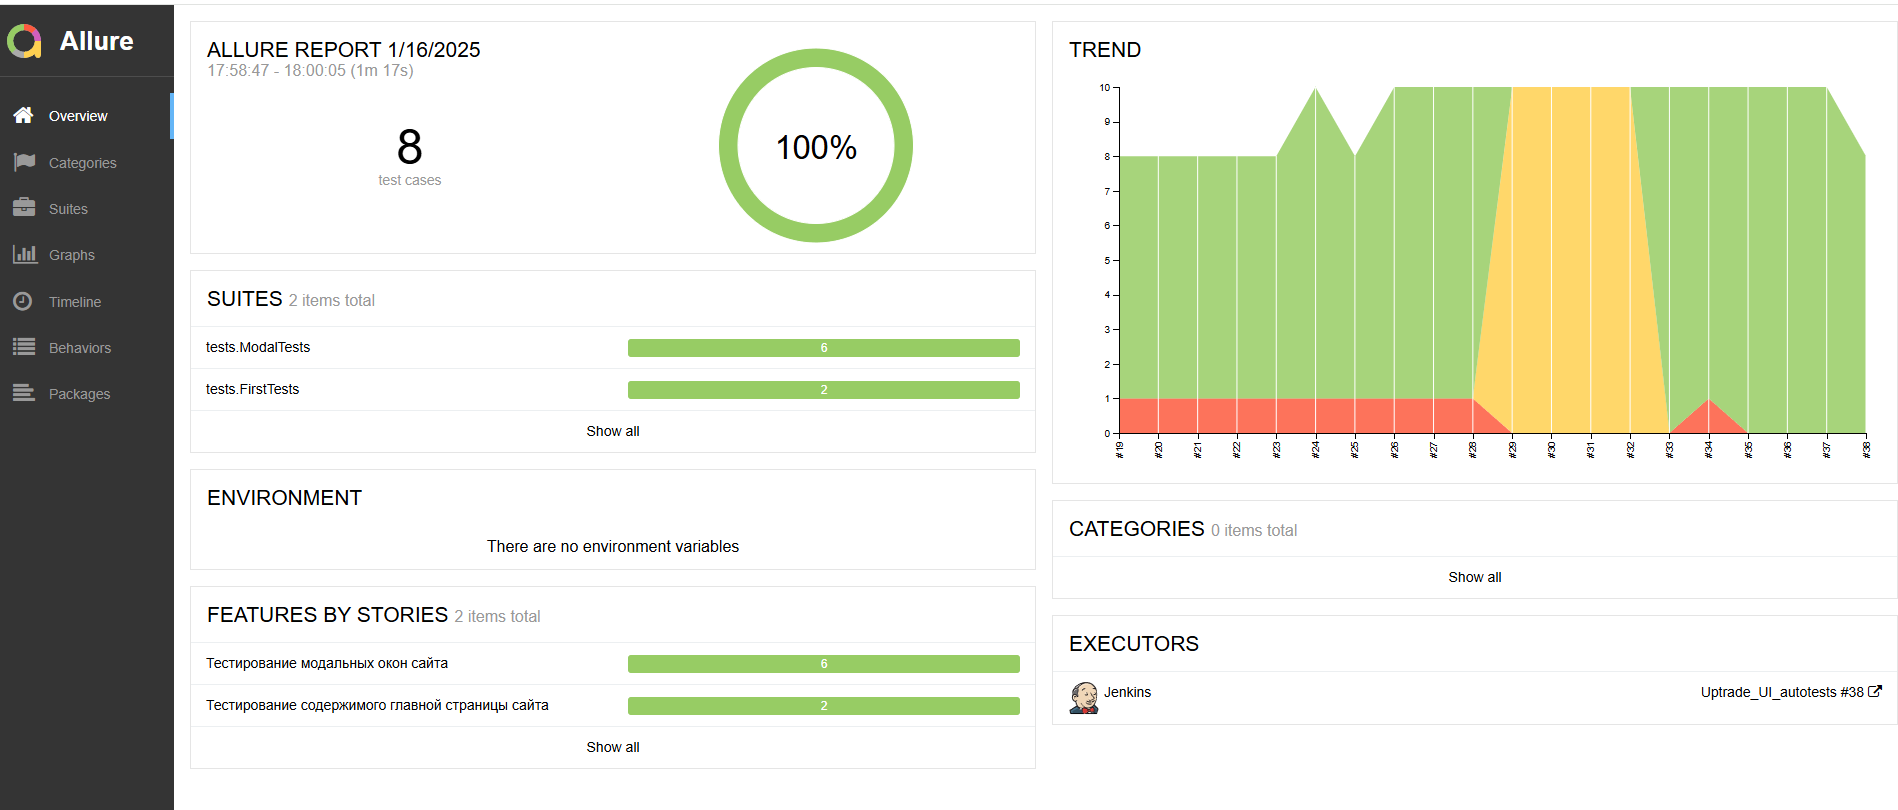 Allure
Overview
Categories
Suites
Graphs
Timeline
Behaviors
Packages
ALLURE REPORT 1/16/2025
17:58:47 - 18:00:05 (1m 17s)
8
test cases
100%
SUITES 2 items total
tests.ModalTests 6
tests.FirstTests 2
Show all
ENVIRONMENT
There are no environment variables
FEATURES BY STORIES 2 items total
Тестирование модальных окон сайта 6
Тестирование содержимого главной страницы сайта 2
Show all
TREND
10
9
8
7
6
5
4
3
2
1
0
#19 #20 #21 #22 #23 #24 #25 #26 #27 #28 #29 #30 #31 #32 #33 #34 #35 #36 #37 #38
CATEGORIES 0 items total
Show all
EXECUTORS
Jenkins Uptrade_UI_autotests #38